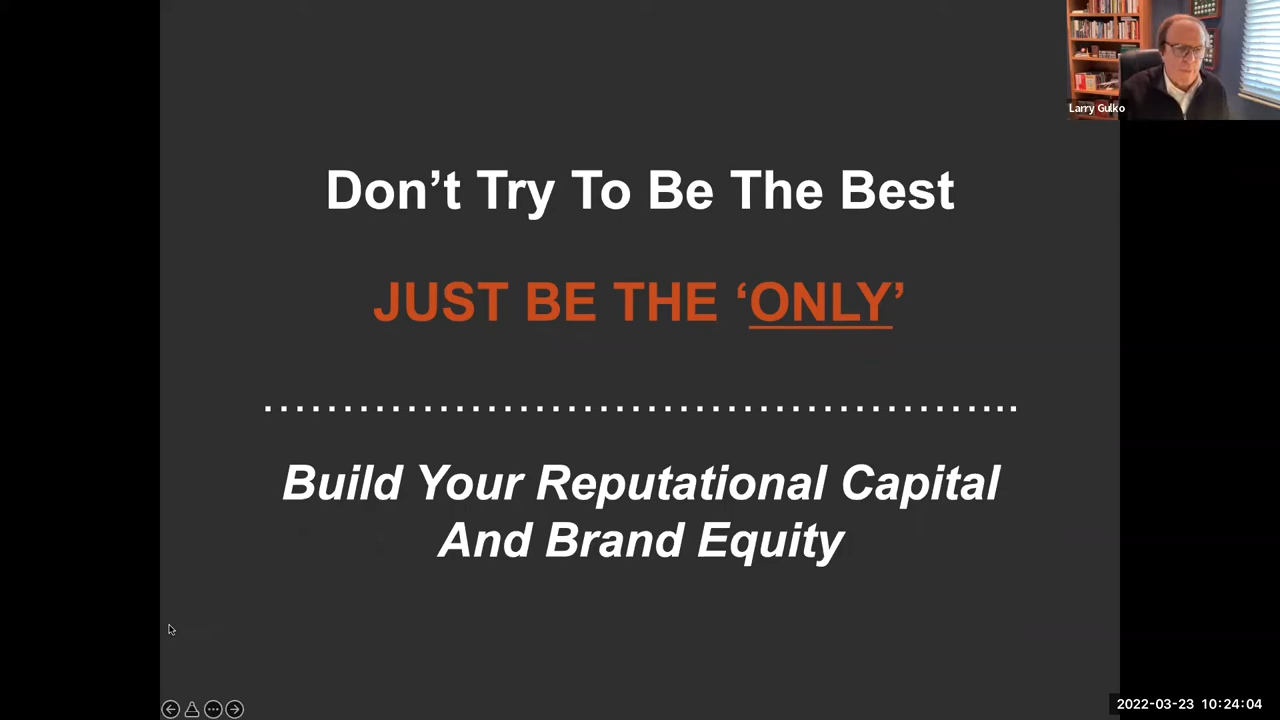 Larry Gulko
Don’t Try To Be The Best
JUST BE THE ‘ONLY’
Build Your Reputational Capital
And Brand Equity
2022-03-23 10:24:04